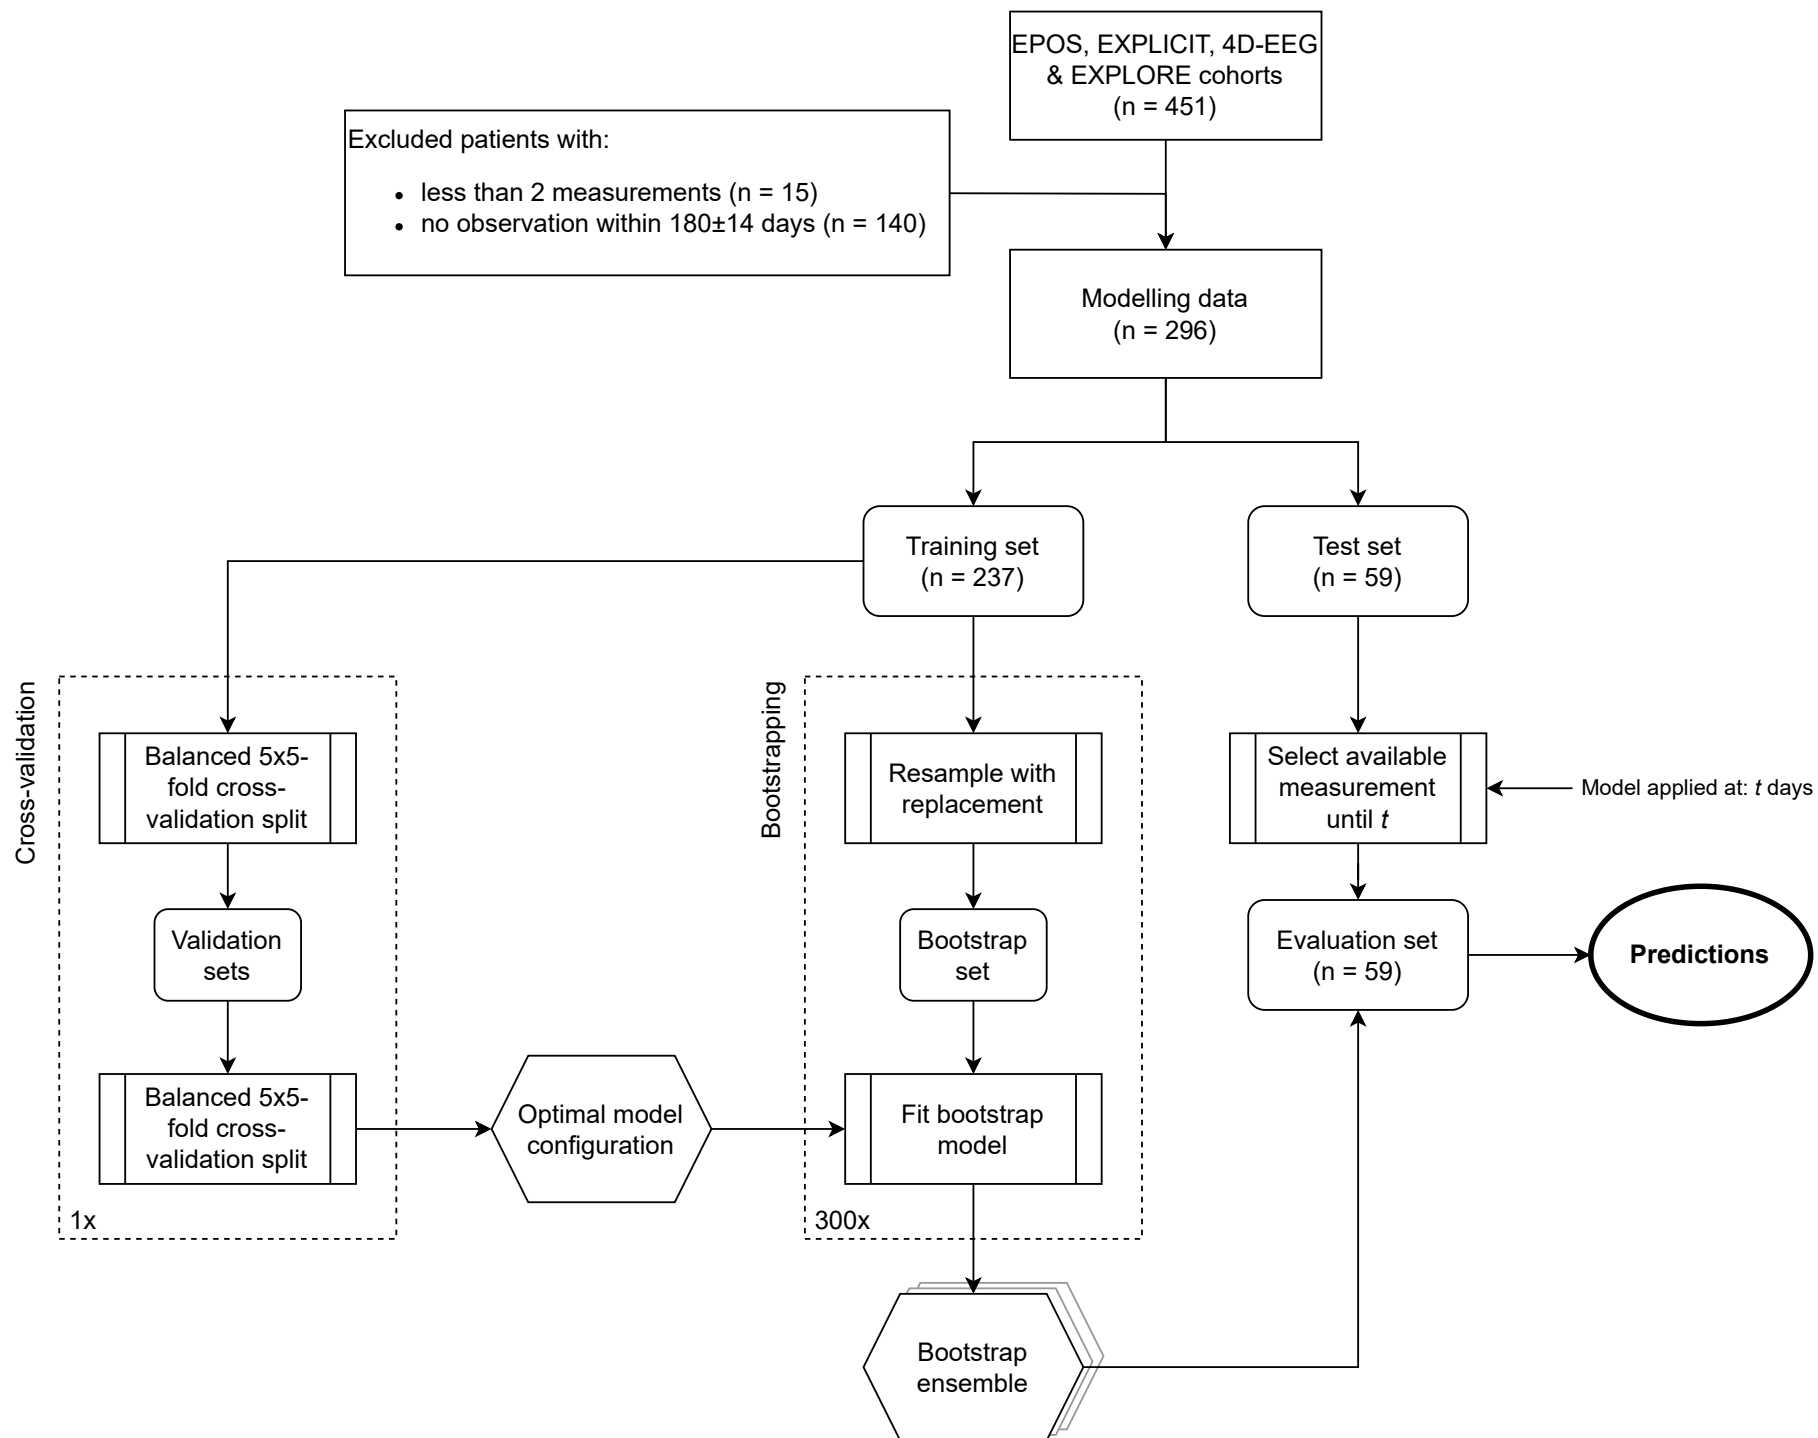 EPOS, EXPLICIT, 4D-EEG
& EXPLORE cohorts
(n = 451)
Excluded patients with:
• less than 2 measurements (n = 15)
• no observation within 180±14 days (n = 140)
Modelling data
(n = 296)
Training set
(n = 237)
Test set
(n = 59)
Cross-validation
Balanced 5x5-
fold cross-
validation split
Validation
sets
Balanced 5x5-
fold cross-
validation split
1x
Optimal model
configuration
Bootstrapping
Resample with
replacement
Bootstrap
set
Fit bootstrap
model
300x
Bootstrap
ensemble
Select available
measurement
until t
Model applied at: t days
Evaluation set
(n = 59)
Predictions